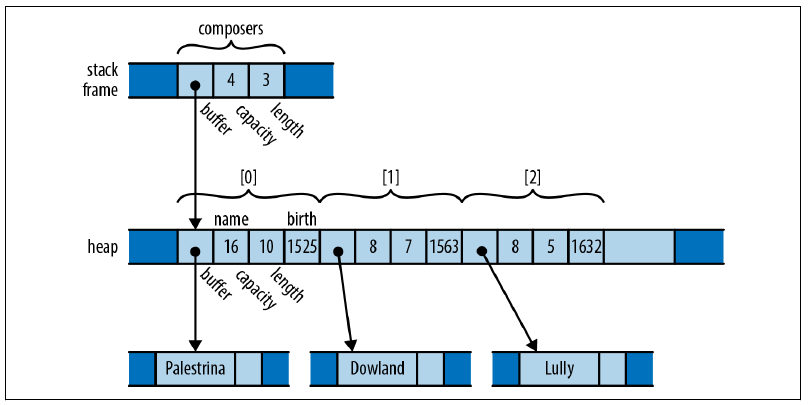 composers
stack
frame
4 3
buffer capacity length
[0] [1] [2]
name birth
heap
16 10 1525 8 7 1563 8 5 1632
buffer capacity length
Palestrina Dowland Lully